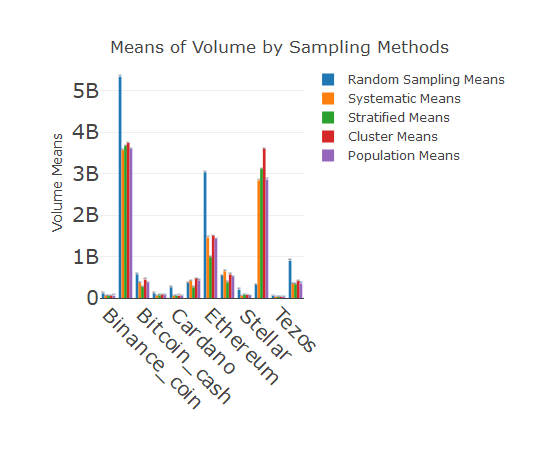 Means of Volume by Sampling Methods
Random Sampling Means
Systematic Means
Stratified Means
Cluster Means
Population Means
Volume Means
5B
4B
3B
2B
1B
0
Binance_coin
Bitcoin_cash
Cardano
Ethereum
Stellar
Tezos